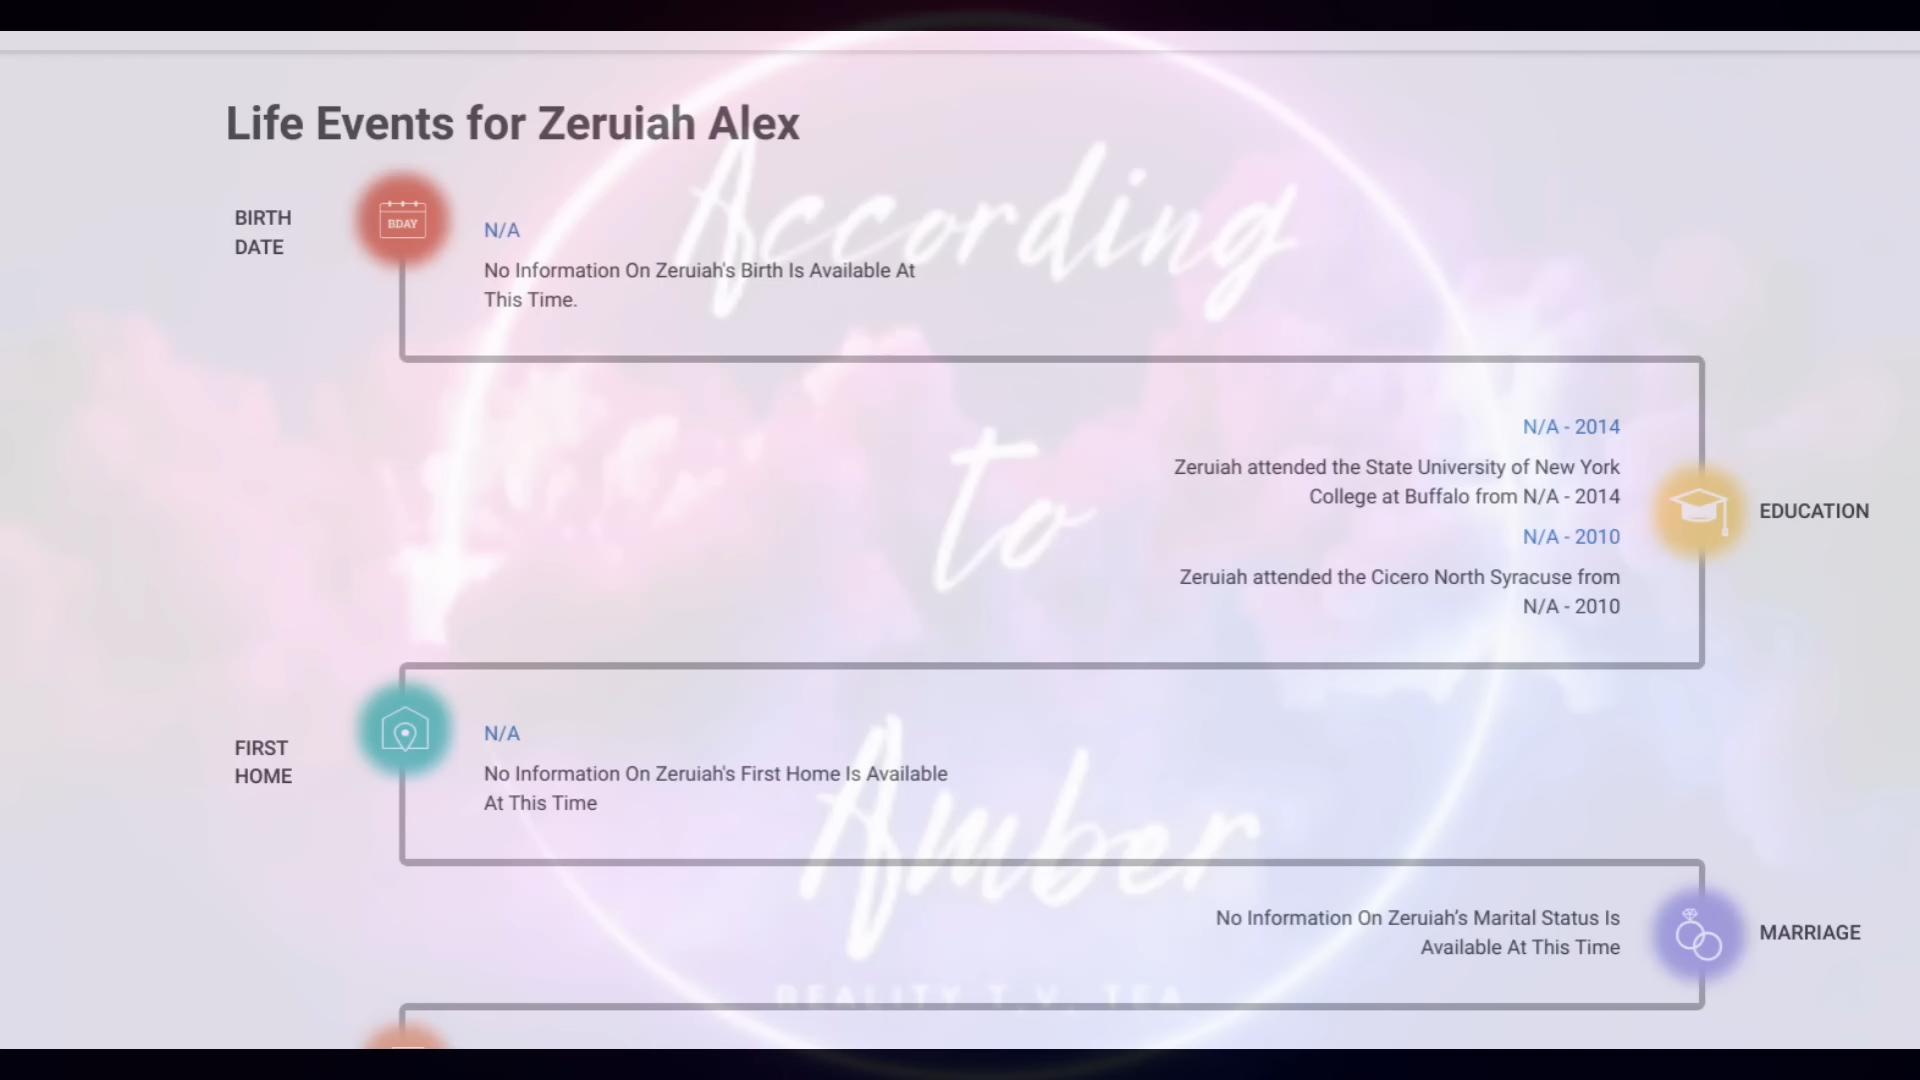 Life Events for Zeruiah Alex
BIRTH
DATE
BDAY
N/A
No Information On Zeruiah's Birth Is Available At
This Time.
According
N/A - 2014
Zeruiah attended the State University of New York
College at Buffalo from N/A - 2014
N/A - 2010
Zeruiah attended the Cicero North Syracuse from
N/A - 2010
EDUCATION
to
FIRST
HOME
N/A
No Information On Zeruiah's First Home Is Available
At This Time
Amber
No Information On Zeruiah's Marital Status Is
Available At This Time
MARRIAGE
REALITY T.V. TEA